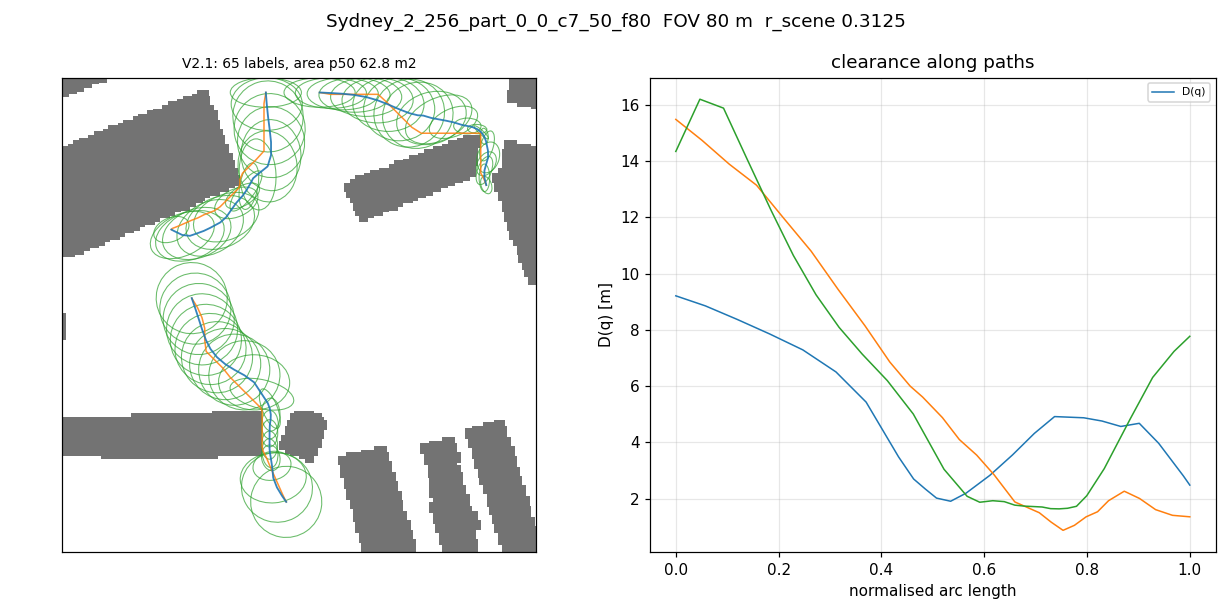 Sydney_2_256_part_0_0_c7_50_f80 FOV 80 m r_scene 0.3125
V2.1: 65 labels, area p50 62.8 m2
clearance along paths
D(q)
D(q) [m]
16
14
12
10
8
6
4
2
0.0 0.2 0.4 0.6 0.8 1.0
normalised arc length